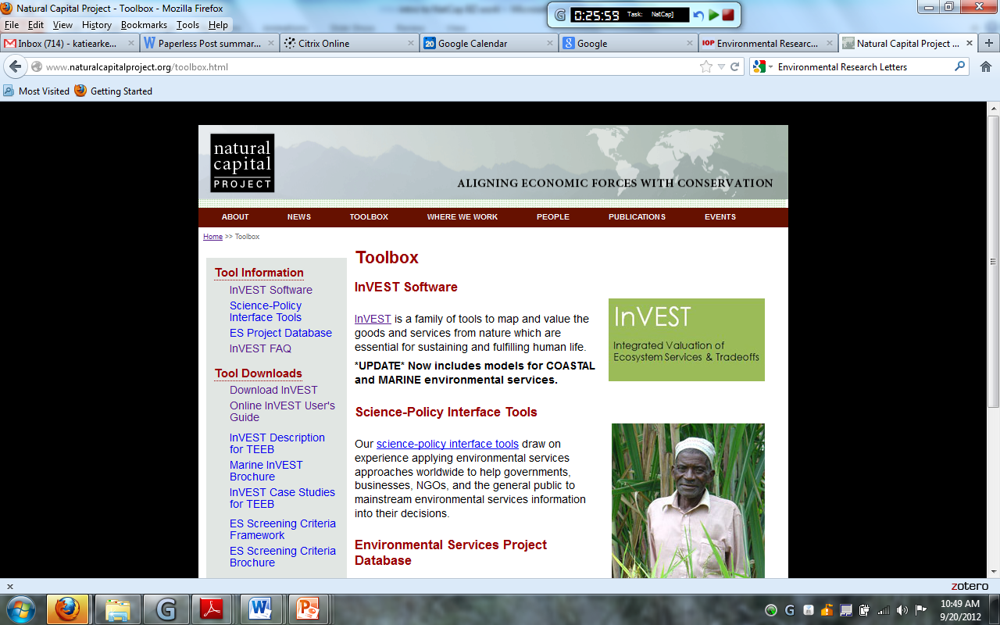 Natural Capital Project - Toolbox - Mozilla Firefox
0:25:59 Task: NatCap]
File Edit View History Bookmarks Tools Help
Inbox (714) - katiearke... Paperless Post summar... Citrix Online 20 Google Calendar Google IOP Environmental Researc... Natural Capital Project ...
www.naturalcapitalproject.org/toolbox.html Environmental Research Letters
Most Visited Getting Started
natural
capital
PROJECT
ALIGNING ECONOMIC FORCES WITH CONSERVATION
ABOUT NEWS TOOLBOX WHERE WE WORK PEOPLE PUBLICATIONS EVENTS
Home >> Toolbox
Tool Information
InVEST Software
Science-Policy
Interface Tools
ES Project Database
InVEST FAQ
Tool Downloads
Download InVEST
Online InVEST User's
Guide
InVEST Description
for TEEB
Marine InVEST
Brochure
InVEST Case Studies
for TEEB
ES Screening Criteria
Framework
ES Screening Criteria
Brochure
Toolbox
InVEST Software
InVEST is a family of tools to map and value the
goods and services from nature which are
essential for sustaining and fulfilling human life.
*UPDATE* Now includes models for COASTAL
and MARINE environmental services.
InVEST
Integrated Valuation of
Ecosystem Services & Tradeoffs
Science-Policy Interface Tools
Our science-policy interface tools draw on
experience applying environmental services
approaches worldwide to help governments,
businesses, NGOs, and the general public to
mainstream environmental services information
into their decisions.
Environmental Services Project
Database
x
zotero
10:49 AM
9/20/2012